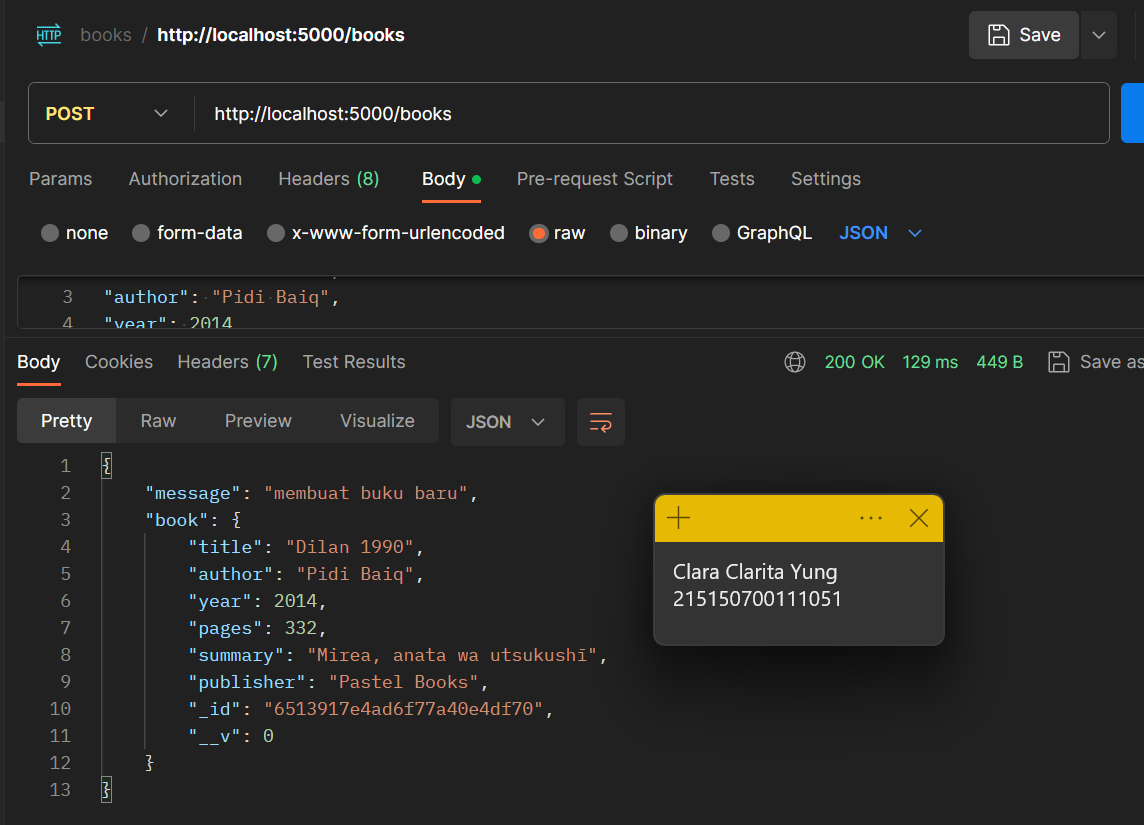 HTTP books / http://localhost:5000/books Save
POST http://localhost:5000/books
Params Authorization Headers (8) Body Pre-request Script Tests Settings
none form-data x-www-form-urlencoded raw binary GraphQL JSON
3 "author": "Pidi Baiq",
4 "year": 2014
Body Cookies Headers (7) Test Results 200 OK 129 ms 449 B Save as
Pretty Raw Preview Visualize JSON
1 {
2 "message": "membuat buku baru",
3 "book": {
4 "title": "Dilan 1990",
5 "author": "Pidi Baiq",
6 "year": 2014,
7 "pages": 332,
8 "summary": "Mirea, anata wa utsukushī",
9 "publisher": "Pastel Books",
10 "_id": "6513917e4ad6f77a40e4df70",
11 "__v": 0
12 }
13 }
Clara Clarita Yung
215150700111051